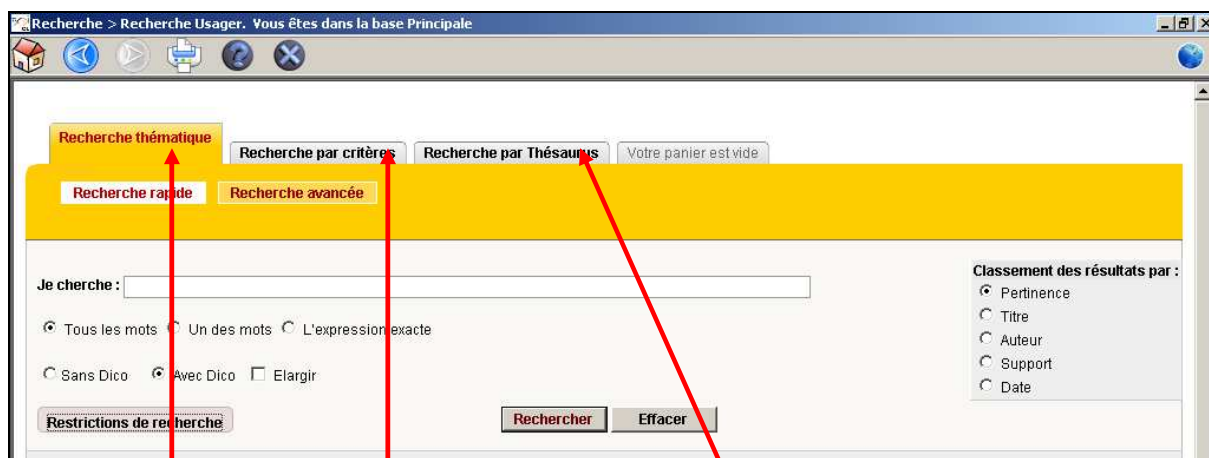 Recherche > Recherche Usager. Vous êtes dans la base Principale
Recherche thématique
Recherche par critères
Recherche par Thésaurus
Votre panier est vide
Recherche rapide
Recherche avancée
Je cherche :
Tous les mots Un des mots L'expression exacte
Sans Dico Avec Dico Elargir
Restrictions de recherche
Rechercher Effacer
Classement des résultats par :
Pertinence
Titre
Auteur
Support
Date